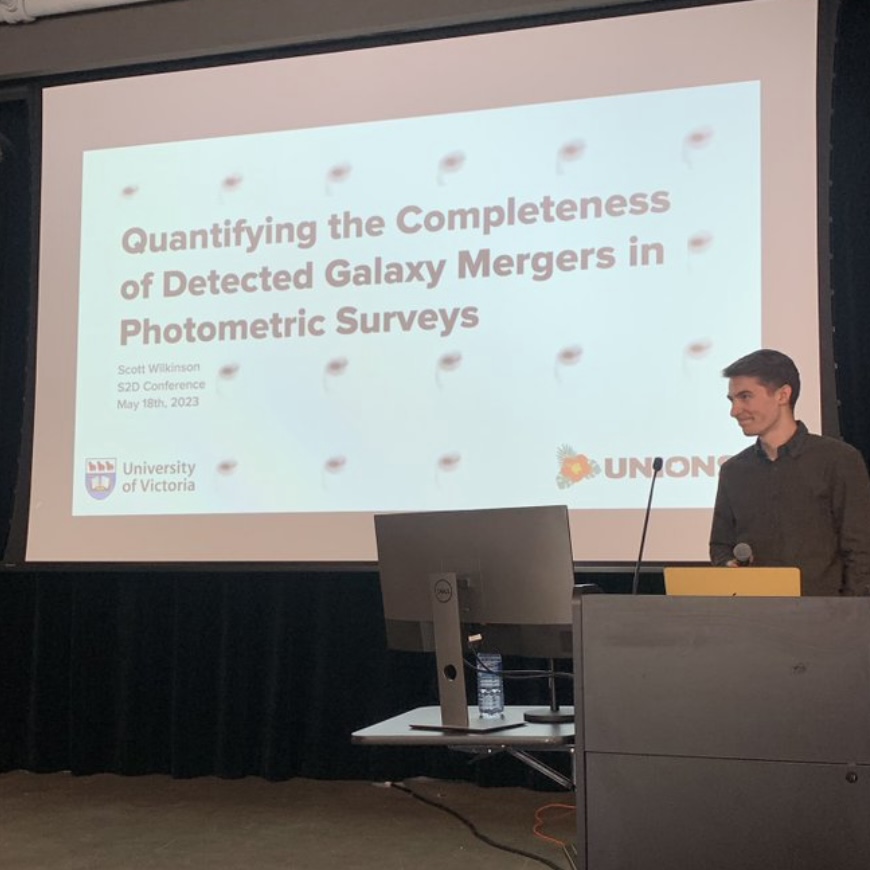 Quantifying the Completeness
of Detected Galaxy Mergers in
Photometric Surveys
Scott Wilkinson
S2D Conference
May 18th, 2023
University
of Victoria
UNIONS
DELL